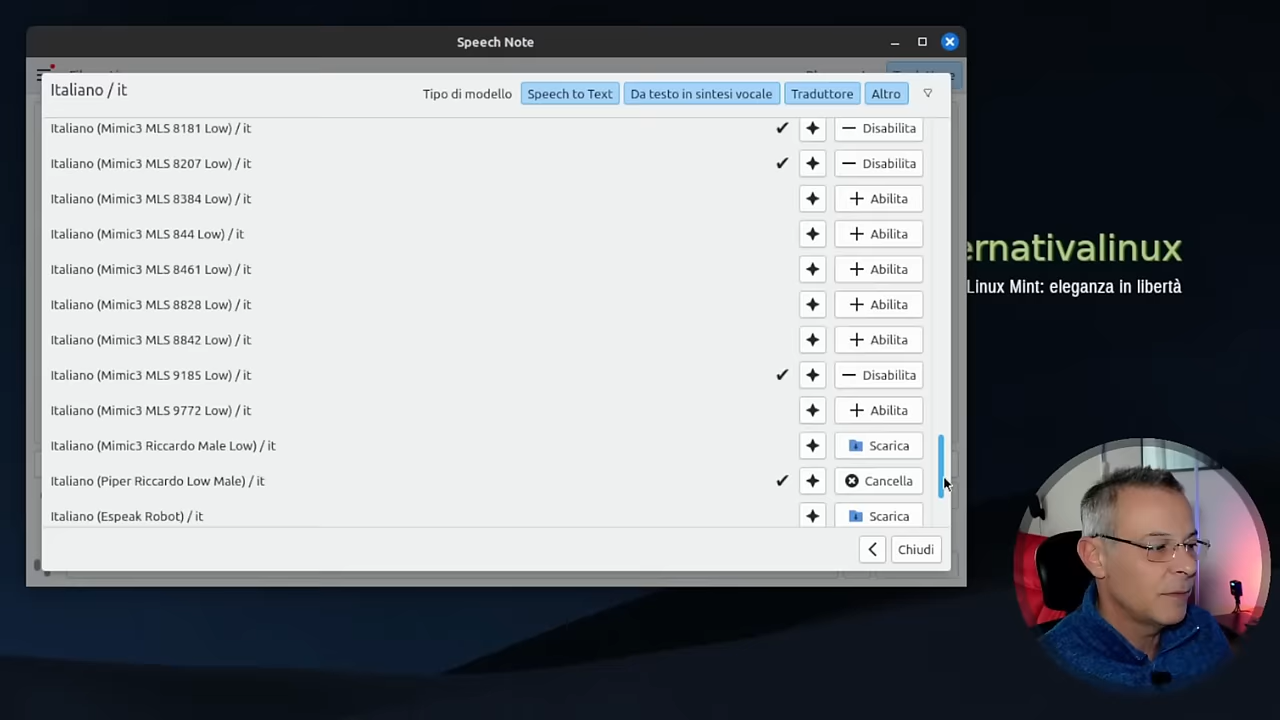 Speech Note
Italiano / it
Tipo di modello Speech to Text Da testo in sintesi vocale Traduttore Altro
Italiano (Mimic3 MLS 8181 Low) / it Disabilita
Italiano (Mimic3 MLS 8207 Low) / it Disabilita
Italiano (Mimic3 MLS 8384 Low) / it Abilita
Italiano (Mimic3 MLS 844 Low) / it Abilita
Italiano (Mimic3 MLS 8461 Low) / it Abilita
Italiano (Mimic3 MLS 8828 Low) / it Abilita
Italiano (Mimic3 MLS 8842 Low) / it Abilita
Italiano (Mimic3 MLS 9185 Low) / it Disabilita
Italiano (Mimic3 MLS 9772 Low) / it Abilita
Italiano (Mimic3 Riccardo Male Low) / it Scarica
Italiano (Piper Riccardo Low Male) / it Cancella
Italiano (Espeak Robot) / it Scarica
Chiudi
ernativalinux
Linux Mint: eleganza in libertà